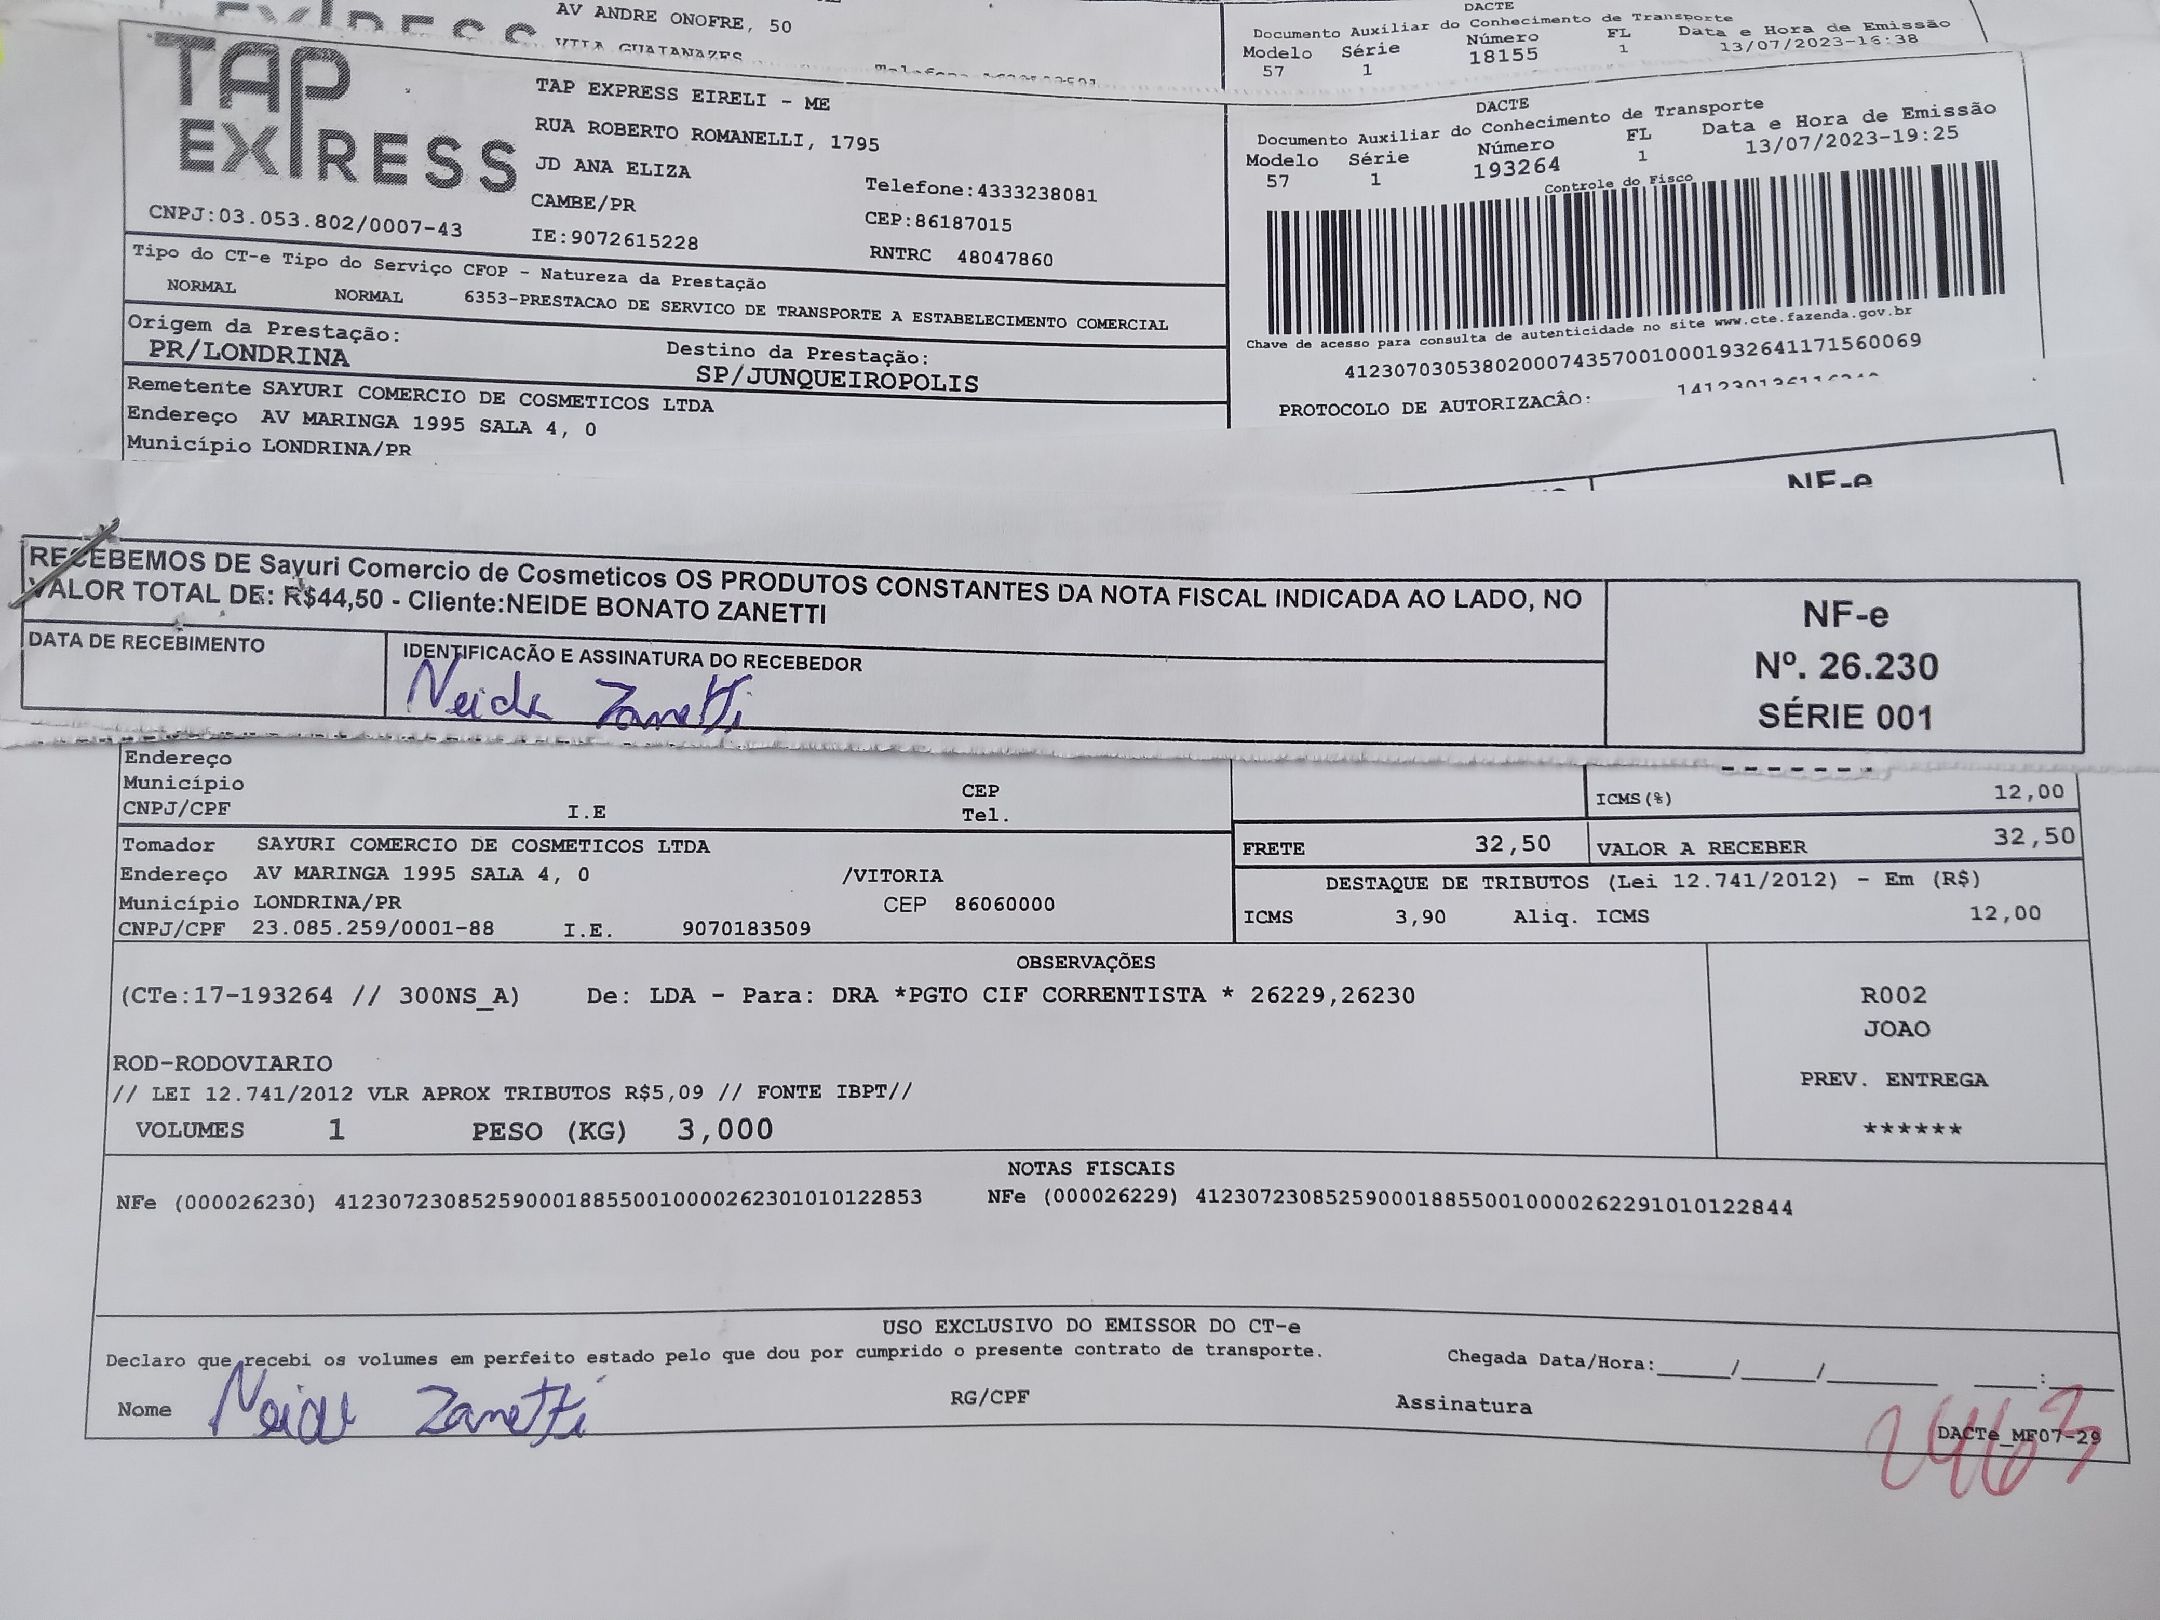 AV ANDRE ONOFRE, 50
VILA GUAIANAZES
DACTE
Documento Auxiliar do Conhecimento de Transporte
Modelo Série Número FL Data e Hora de Emissão
57 1 18155 1 13/07/2023-16:38
TAP EXPRESS
TAP EXPRESS EIRELI - ME
RUA ROBERTO ROMANELLI, 1795
JD ANA ELIZA
CAMBE/PR
IE:9072615228
Telefone:4333238081
CEP:86187015
RNTRC 48047860
CNPJ:03.053.802/0007-43
DACTE
Documento Auxiliar do Conhecimento de Transporte
Modelo Série Número FL Data e Hora de Emissão
57 1 193264 1 13/07/2023-19:25
Controle do Fisco
Chave de acesso para consulta de autenticidade no site www.cte.fazenda.gov.br
41230703053802000743570010001932641171560069
PROTOCOLO DE AUTORIZACÂO:
Tipo do CT-e Tipo do Serviço CFOP - Natureza da Prestação
NORMAL NORMAL 6353-PRESTACAO DE SERVICO DE TRANSPORTE A ESTABELECIMENTO COMERCIAL
Origem da Prestação: Destino da Prestação:
PR/LONDRINA SP/JUNQUEIROPOLIS
Remetente SAYURI COMERCIO DE COSMETICOS LTDA
Endereço AV MARINGA 1995 SALA 4, 0
Município LONDRINA/PR
NF-e
RECEBEMOS DE Sayuri Comercio de Cosmeticos OS PRODUTOS CONSTANTES DA NOTA FISCAL INDICADA AO LADO, NO
VALOR TOTAL DE: R$44,50 - Cliente:NEIDE BONATO ZANETTI
DATA DE RECEBIMENTO
IDENTIFICAÇÃO E ASSINATURA DO RECEBEDOR
Neide Zanetti
NF-e
Nº. 26.230
SÉRIE 001
Endereço
Município CEP
CNPJ/CPF I.E Tel.
ICMS(%) 12,00
Tomador SAYURI COMERCIO DE COSMETICOS LTDA
Endereço AV MARINGA 1995 SALA 4, 0 /VITORIA
Município LONDRINA/PR CEP 86060000
CNPJ/CPF 23.085.259/0001-88 I.E. 9070183509
FRETE 32,50 VALOR A RECEBER 32,50
DESTAQUE DE TRIBUTOS (Lei 12.741/2012) - Em (R$)
ICMS 3,90 Aliq. ICMS 12,00
OBSERVAÇÕES
(CTe:17-193264 // 300NS_A) De: LDA - Para: DRA *PGTO CIF CORRENTISTA * 26229,26230
ROD-RODOVIARIO
// LEI 12.741/2012 VLR APROX TRIBUTOS R$5,09 // FONTE IBPT//
VOLUMES 1 PESO (KG) 3,000
R002
JOAO
PREV. ENTREGA
******
NOTAS FISCAIS
NFe (000026230) 41230723085259000188550010000262301010122853 NFe (000026229) 41230723085259000188550010000262291010122844
USO EXCLUSIVO DO EMISSOR DO CT-e
Declaro que recebi os volumes em perfeito estado pelo que dou por cumprido o presente contrato de transporte. Chegada Data/Hora:____/____/______ ____:____
Nome Neide Zanetti RG/CPF Assinatura
DACTe_MF07-29